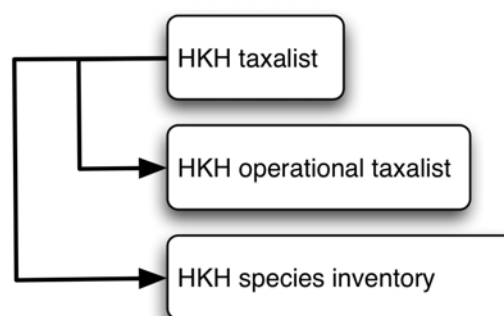 HKH taxalist
HKH operational taxalist
HKH species inventory